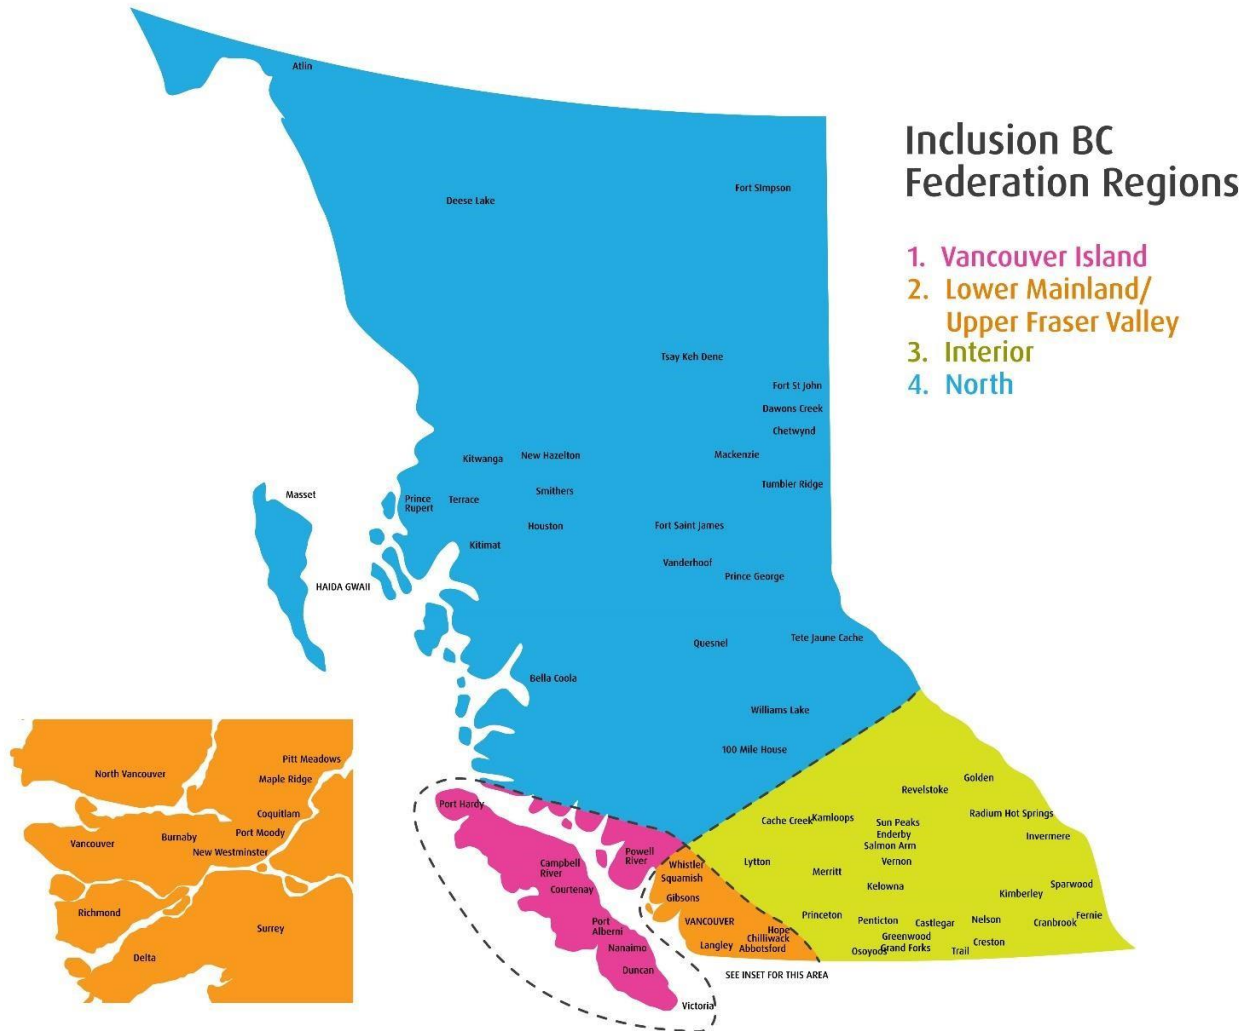 Atlin
Inclusion BC
Federation Regions
Fort SImpson
Deese Lake
1. Vancouver Island
2. Lower Mainland/
Upper Fraser Valley
3. Interior
4. North
Tsay Keh Dene
Fort St John
Dawons Creek
Chetwynd
Kitwanga
New Hazelton
Mackenzie
Masset
Prince
Rupert
Terrace
Smithers
Tumbler Ridge
Houston
Fort Saint James
Kitimat
Vanderhoof
Prince George
HAIDA GWAII
Quesnel
Tete Jaune Cache
Bella Coola
Williams Lake
100 Mile House
North Vancouver
Pitt Meadows
Maple Ridge
Coquitlam
Port Moody
Burnaby
Vancouver
New Westminster
Richmond
Surrey
Delta
Port Hardy
Powell
River
Campbell
River
Courtenay
Port
Alberni
Nanaimo
Duncan
Victoria
Whistler
Squamish
Gibsons
VANCOUVER
Hope
Chilliwack
Langley
Abbotsford
SEE INSET FOR THIS AREA
Golden
Revelstoke
Radium Hot Springs
Cache Creek
Kamloops
Sun Peaks
Enderby
Salmon Arm
Invermere
Lytton
Vernon
Merritt
Kelowna
Sparwood
Kimberley
Princeton
Penticton
Castlegar
Nelson
Cranbrook
Fernie
Greenwood
Osoyoos
Grand Forks
Trail
Creston